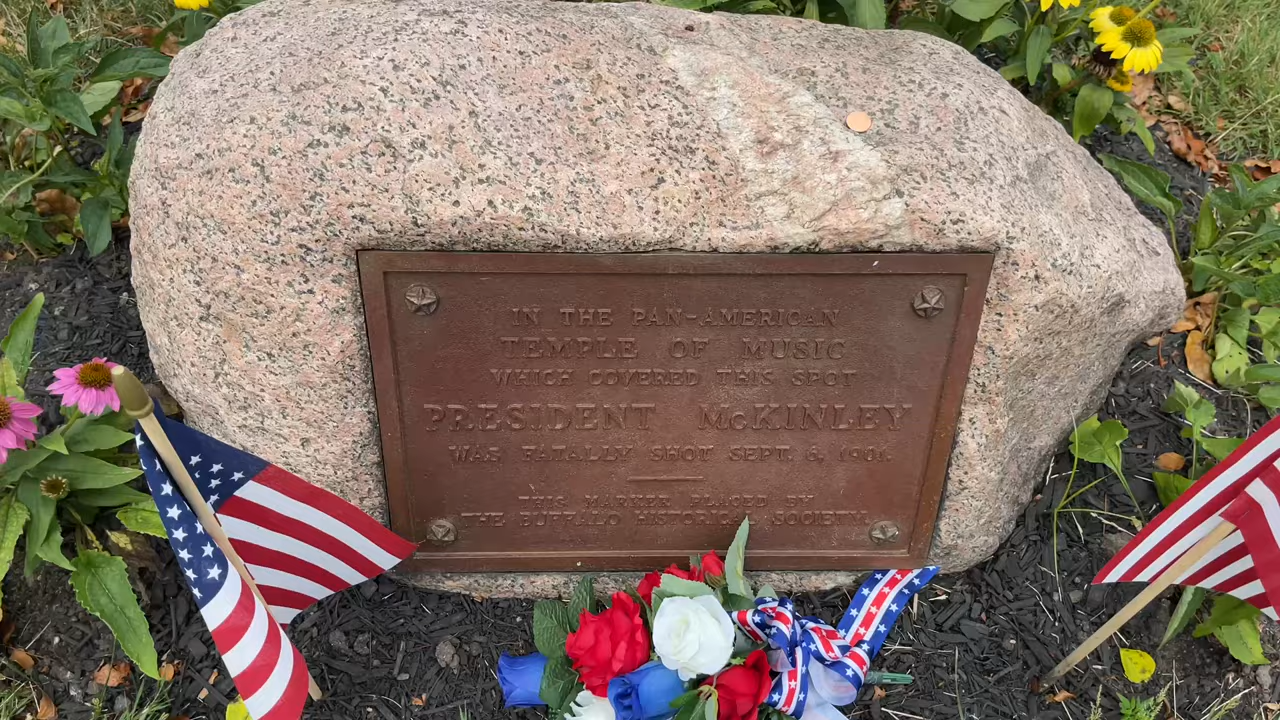 IN THE PAN-AMERICAN
TEMPLE OF MUSIC
WHICH COVERED THIS SPOT
PRESIDENT McKINLEY
WAS FATALLY SHOT SEPT. 6, 1901.
THIS MARKER PLACED BY
THE BUFFALO HISTORICAL SOCIETY.